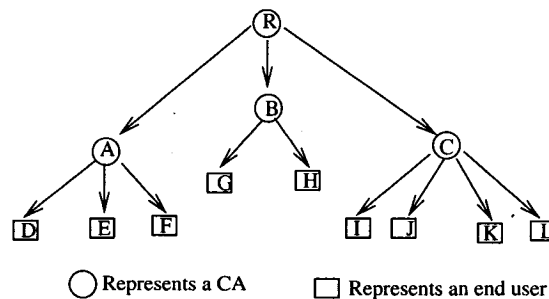 R
B
A
C
G H
D E F
I J K L
Represents a CA
Represents an end user